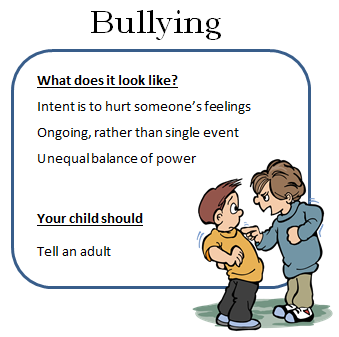 Bullying
What does it look like?
Intent is to hurt someone's feelings
Ongoing, rather than single event
Unequal balance of power
Your child should
Tell an adult